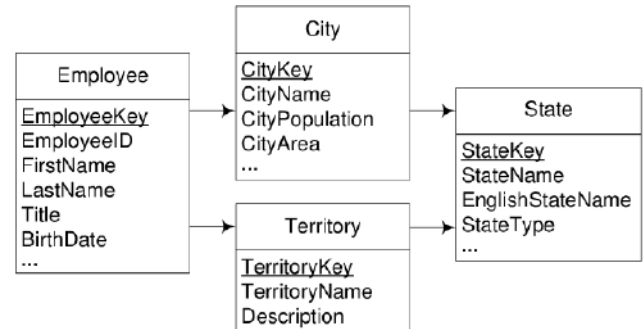 Employee
EmployeeKey
EmployeeID
FirstName
LastName
Title
BirthDate
...
City
CityKey
CityName
CityPopulation
CityArea
...
Territory
TerritoryKey
TerritoryName
Description
State
StateKey
StateName
EnglishStateName
StateType
...